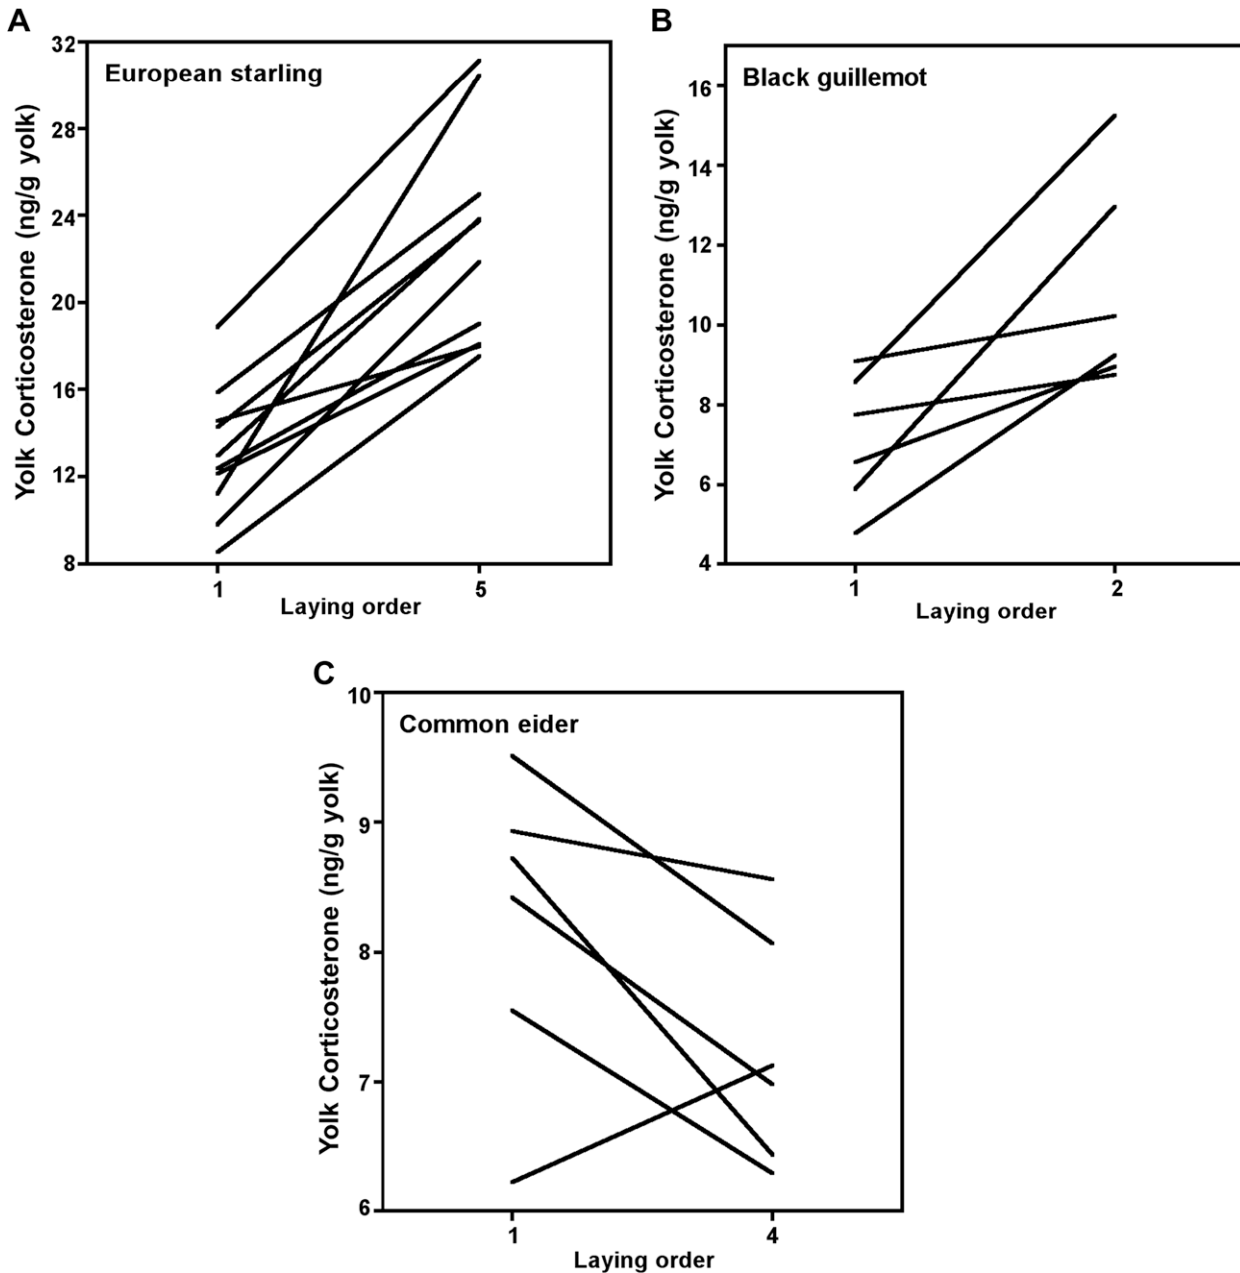 A
European starling
Yolk Corticosterone (ng/g yolk)
32
28
24
20
16
12
8
1 5
Laying order
B
Black guillemot
Yolk Corticosterone (ng/g yolk)
16
14
12
10
8
6
4
1 2
Laying order
C
Common eider
Yolk Corticosterone (ng/g yolk)
10
9
8
7
6
1 4
Laying order